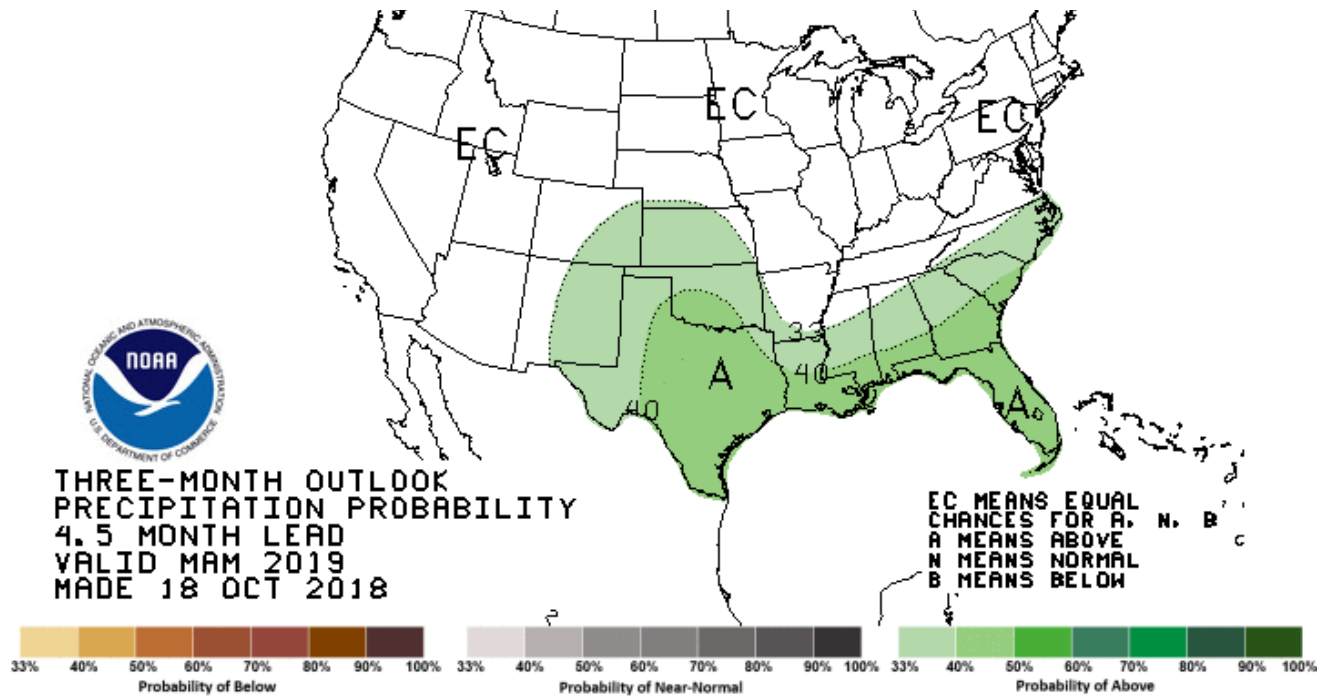 EC
EC
EC
33
40
A
40
A
NATIONAL OCEANIC AND ATMOSPHERIC ADMINISTRATION
NOAA
U.S. DEPARTMENT OF COMMERCE
THREE-MONTH OUTLOOK
PRECIPITATION PROBABILITY
4.5 MONTH LEAD
VALID MAM 2019
MADE 18 OCT 2018
EC MEANS EQUAL
CHANCES FOR A, N, B
A MEANS ABOVE
N MEANS NORMAL
B MEANS BELOW
33% 40% 50% 60% 70% 80% 90% 100%
Probability of Below
33% 40% 50% 60% 70% 80% 90% 100%
Probability of Near-Normal
33% 40% 50% 60% 70% 80% 90% 100%
Probability of Above